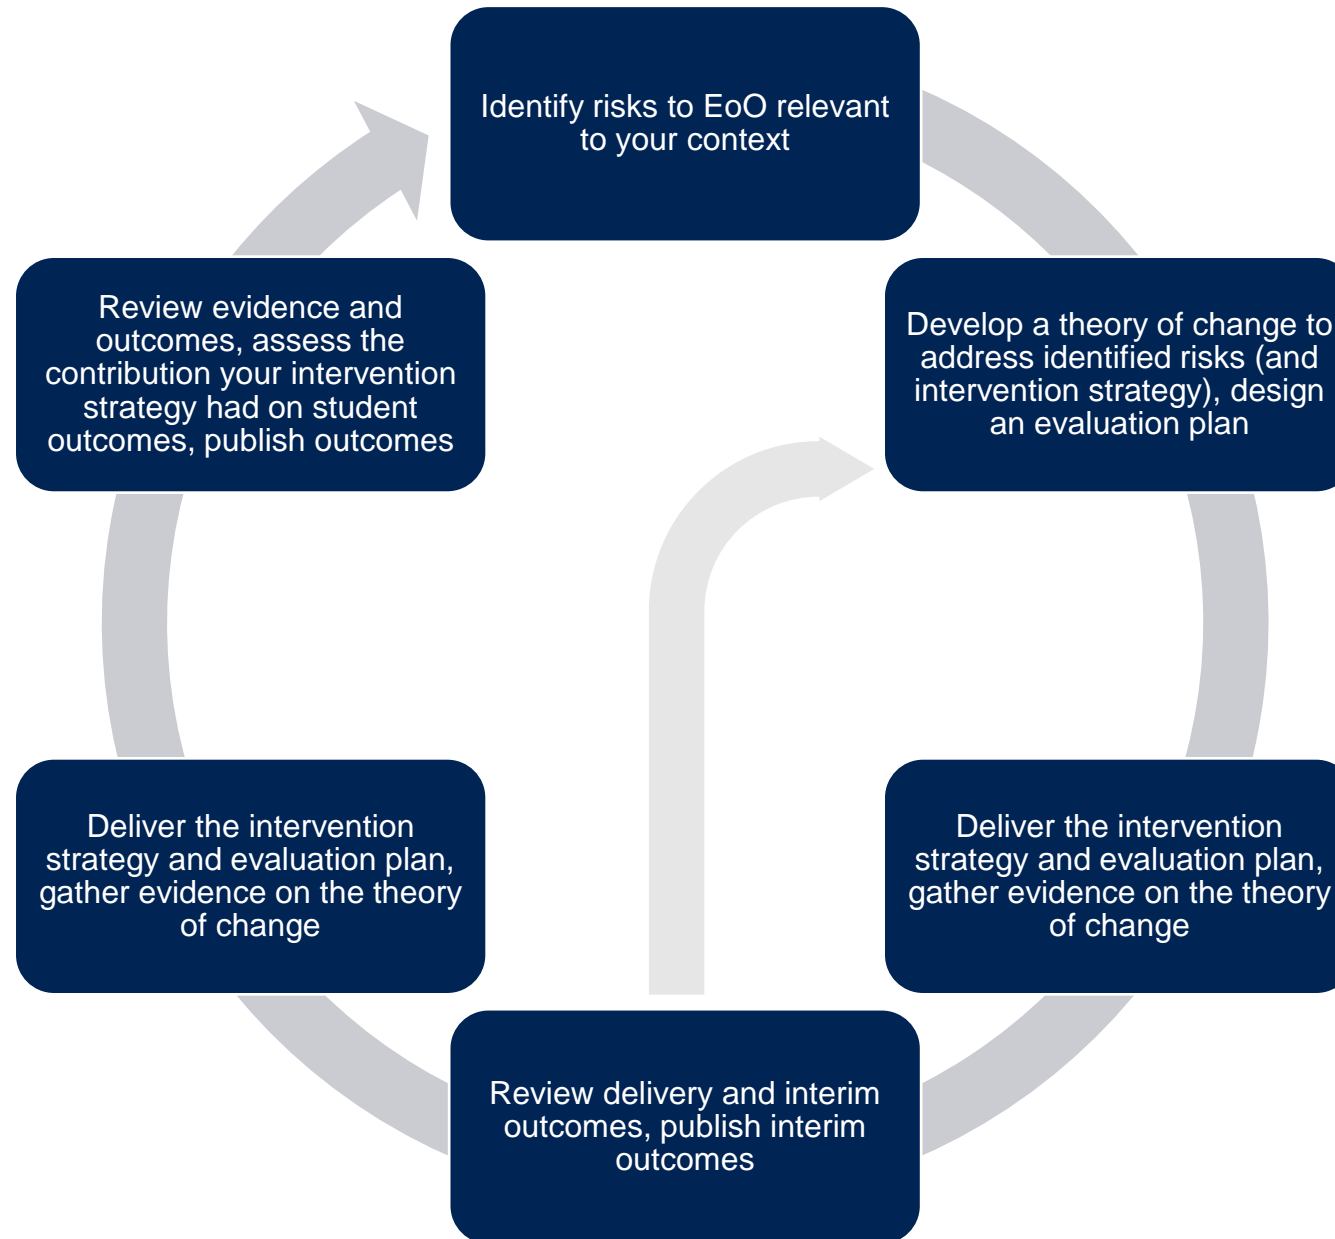 Identify risks to EoO relevant
to your context
Develop a theory of change to
address identified risks (and
intervention strategy), design
an evaluation plan
Deliver the intervention
strategy and evaluation plan,
gather evidence on the theory
of change
Review delivery and interim
outcomes, publish interim
outcomes
Deliver the intervention
strategy and evaluation plan,
gather evidence on the theory
of change
Review evidence and
outcomes, assess the
contribution your intervention
strategy had on student
outcomes, publish outcomes